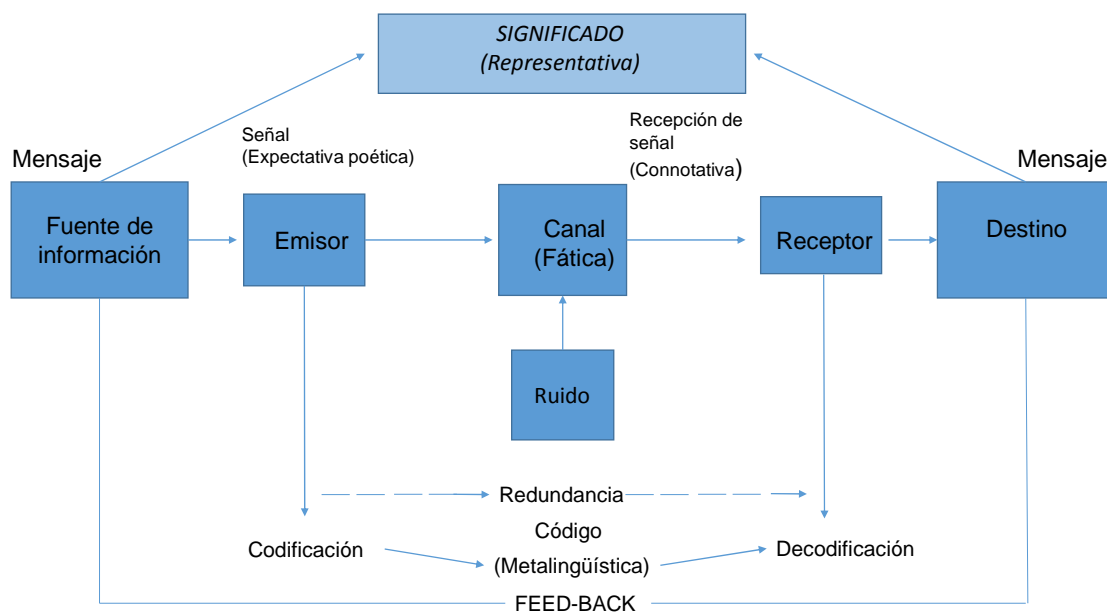 SIGNIFICADO
(Representativa)
Señal
(Expectativa poética)
Recepción de
señal
(Connotativa)
Mensaje
Mensaje
Fuente de
información
Emisor
Canal
(Fática)
Receptor
Destino
Ruido
Redundancia
Código
Codificación
(Metalingüística)
Decodificación
FEED-BACK